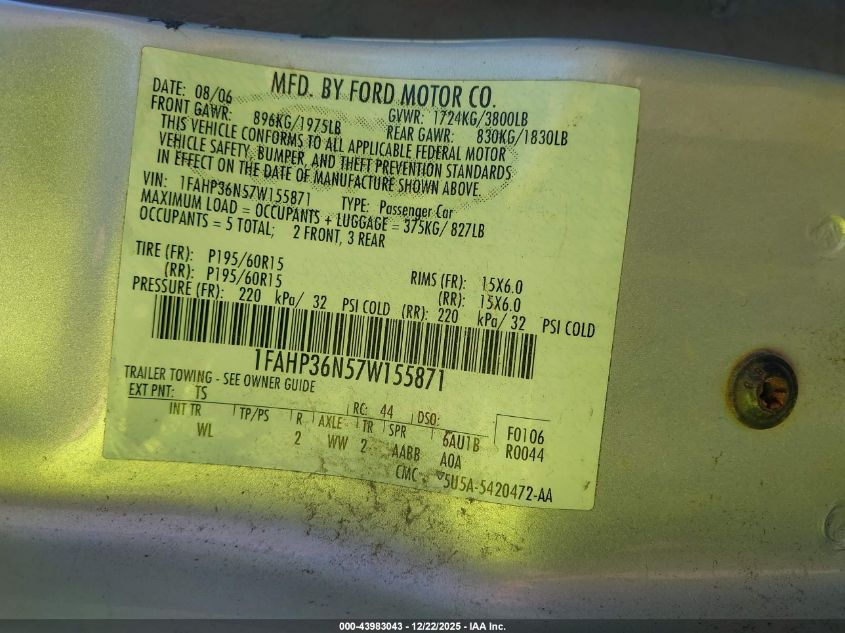 MFD. BY FORD MOTOR CO.
DATE: 08/06 GVWR: 1724KG/3800LB
FRONT GAWR: 896KG/1975LB REAR GAWR: 830KG/1830LB
THIS VEHICLE CONFORMS TO ALL APPLICABLE FEDERAL MOTOR
VEHICLE SAFETY, BUMPER, AND THEFT PREVENTION STANDARDS
IN EFFECT ON THE DATE OF MANUFACTURE SHOWN ABOVE.
VIN: 1FAHP36N57W155871 TYPE: Passenger Car
MAXIMUM LOAD = OCCUPANTS + LUGGAGE = 375KG/ 827LB
OCCUPANTS = 5 TOTAL; 2 FRONT, 3 REAR
TIRE (FR): P195/60R15 RIMS (FR): 15X6.0
(RR): P195/60R15 (RR): 15X6.0
PRESSURE (FR): 220 kPa/ 32 PSI COLD (RR): 220 kPa/ 32 PSI COLD
1FAHP36N57W155871
TRAILER TOWING - SEE OWNER GUIDE
EXT PNT: TS RC: 44 DSO: F0106
INT TR TP/PS R AXLE TR SPR 6AU1B R0044
WL 2 WW 2 AABB A0A
CMC 5U5A-5420472-AA
000-43983043 - 12/22/2025 - IAA Inc.